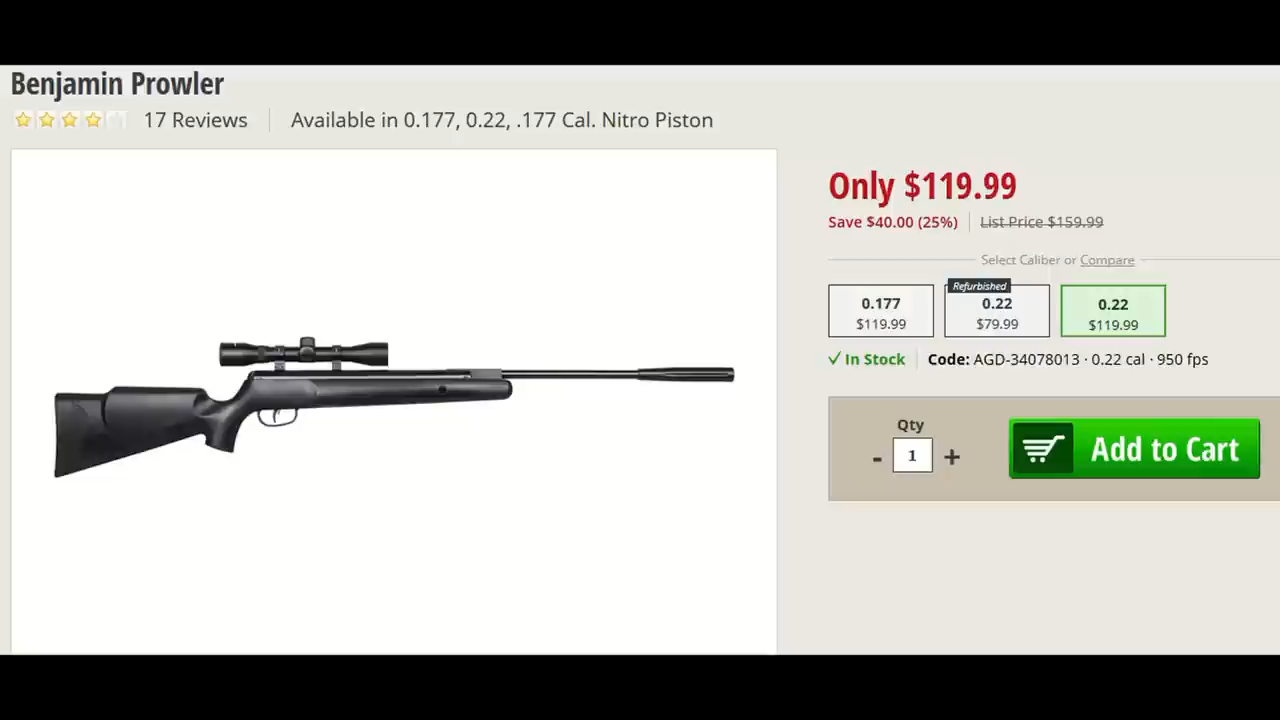 Benjamin Prowler
17 Reviews
Available in 0.177, 0.22, .177 Cal. Nitro Piston
Only $119.99
Save $40.00 (25%)
List Price $159.99
Select Caliber or Compare
0.177
$119.99
Refurbished
0.22
$79.99
0.22
$119.99
In Stock
Code: AGD-34078013 · 0.22 cal · 950 fps
Qty
- 1 +
Add to Cart